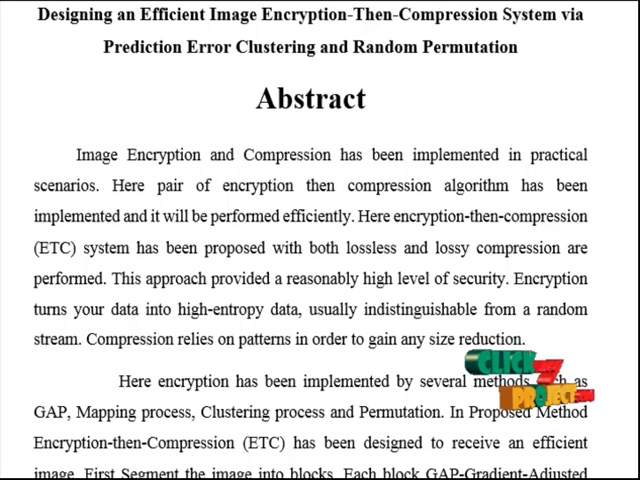 Designing an Efficient Image Encryption-Then-Compression System via
Prediction Error Clustering and Random Permutation
Abstract
Image Encryption and Compression has been implemented in practical
scenarios. Here pair of encryption then compression algorithm has been
implemented and it will be performed efficiently. Here encryption-then-compression
(ETC) system has been proposed with both lossless and lossy compression are
performed. This approach provided a reasonably high level of security. Encryption
turns your data into high-entropy data, usually indistinguishable from a random
stream. Compression relies on patterns in order to gain any size reduction.
CLICK
PROJECT
Here encryption has been implemented by several methods as
GAP, Mapping process, Clustering process and Permutation. In Proposed Method
Encryption-then-Compression (ETC) has been designed to receive an efficient
image. First Segment the image into blocks. Each block GAP-Gradient-Adjusted